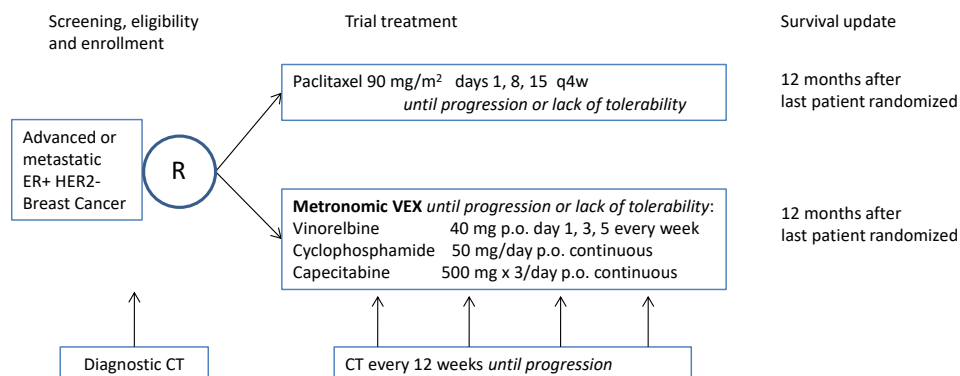 Screening, eligibility
and enrollment
Trial treatment
Survival update
Paclitaxel 90 mg/m² days 1, 8, 15 q4w
until progression or lack of tolerability
12 months after
last patient randomized
Advanced or
metastatic
ER+ HER2-
Breast Cancer
R
Metronomic VEX until progression or lack of tolerability:
Vinorelbine 40 mg p.o. day 1, 3, 5 every week
Cyclophosphamide 50 mg/day p.o. continuous
Capecitabine 500 mg x 3/day p.o. continuous
12 months after
last patient randomized
Diagnostic CT
CT every 12 weeks until progression